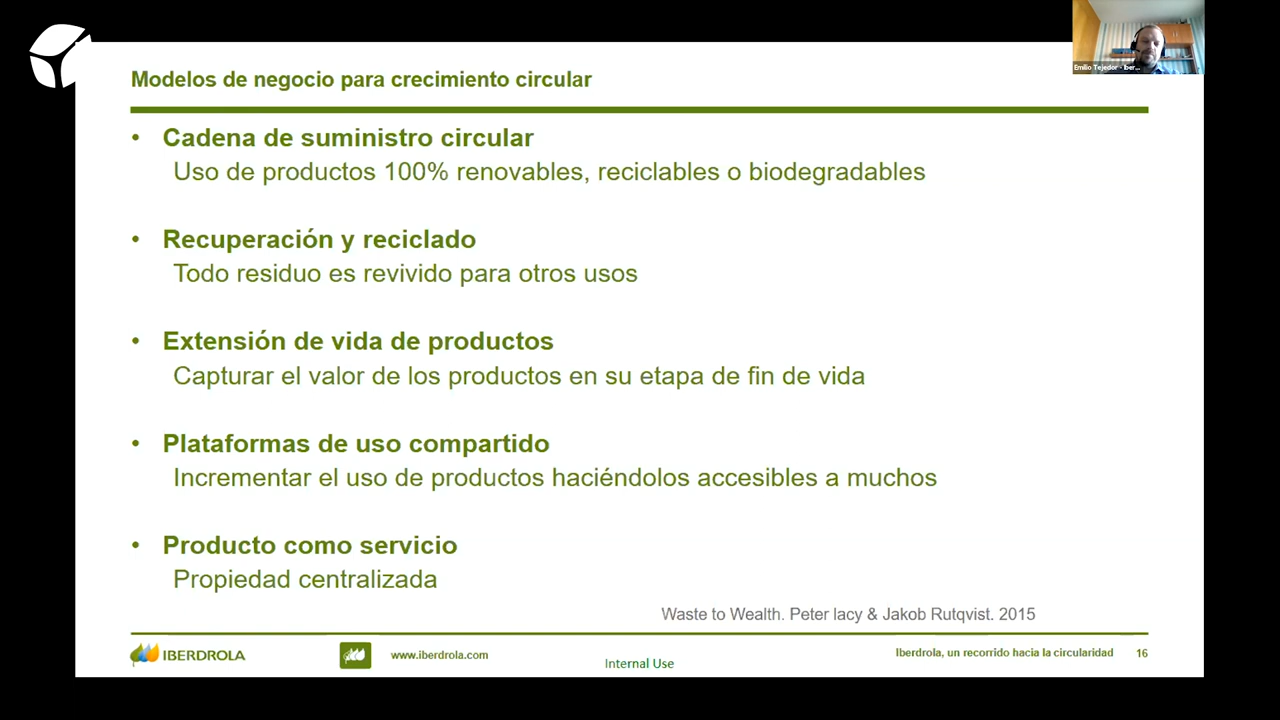 Emilio Tejedor - Iber...
Modelos de negocio para crecimiento circular
• Cadena de suministro circular
Uso de productos 100% renovables, reciclables o biodegradables
• Recuperación y reciclado
Todo residuo es revivido para otros usos
• Extensión de vida de productos
Capturar el valor de los productos en su etapa de fin de vida
• Plataformas de uso compartido
Incrementar el uso de productos haciéndolos accesibles a muchos
• Producto como servicio
Propiedad centralizada
Waste to Wealth. Peter lacy & Jakob Rutqvist. 2015
IBERDROLA
www.iberdrola.com
Internal Use
Iberdrola, un recorrido hacia la circularidad 16